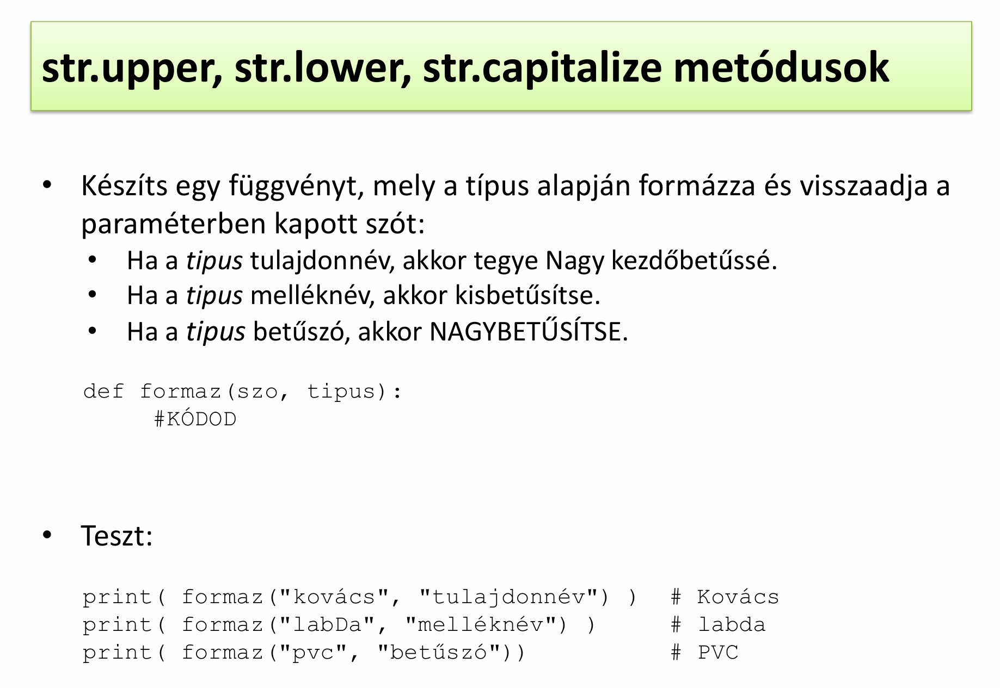 str.upper, str.lower, str.capitalize metódusok
• Készíts egy függvényt, mely a típus alapján formázza és visszaadja a
paraméterben kapott szót:
• Ha a tipus tulajdonnév, akkor tegye Nagy kezdőbetűssé.
• Ha a tipus melléknév, akkor kisbetűsítse.
• Ha a tipus betűszó, akkor NAGYBETŰSÍTSE.
def formaz(szo, tipus):
#KÓDOD
• Teszt:
print( formaz("kovács", "tulajdonnév") ) # Kovács
print( formaz("labDa", "melléknév") ) # labda
print( formaz("pvc", "betűszó")) # PVC